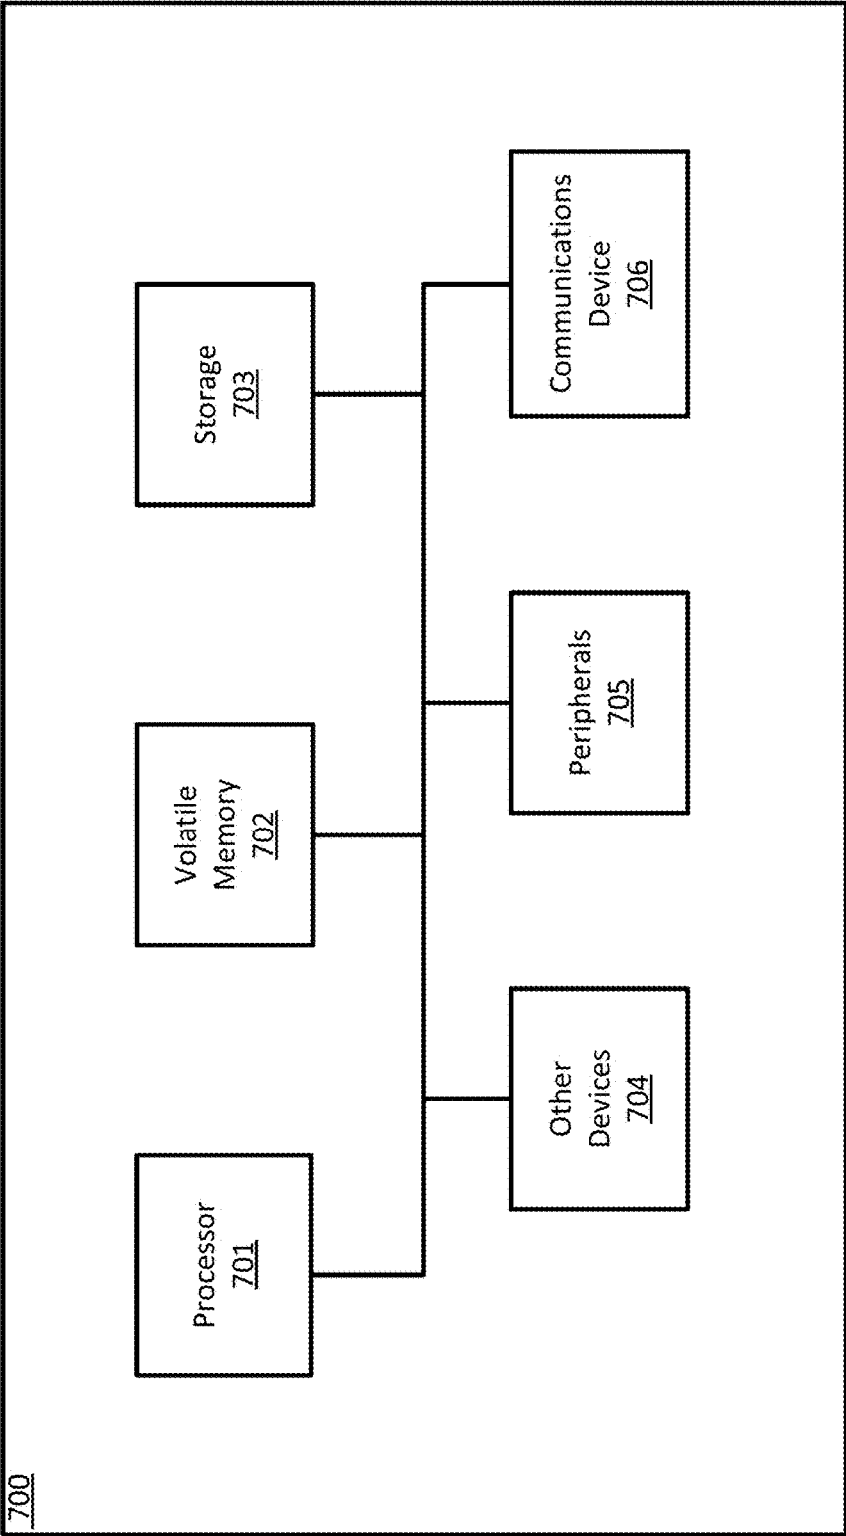 700
Processor
701
Volatile
Memory
702
Storage
703
Other
Devices
704
Peripherals
705
Communications
Device
706